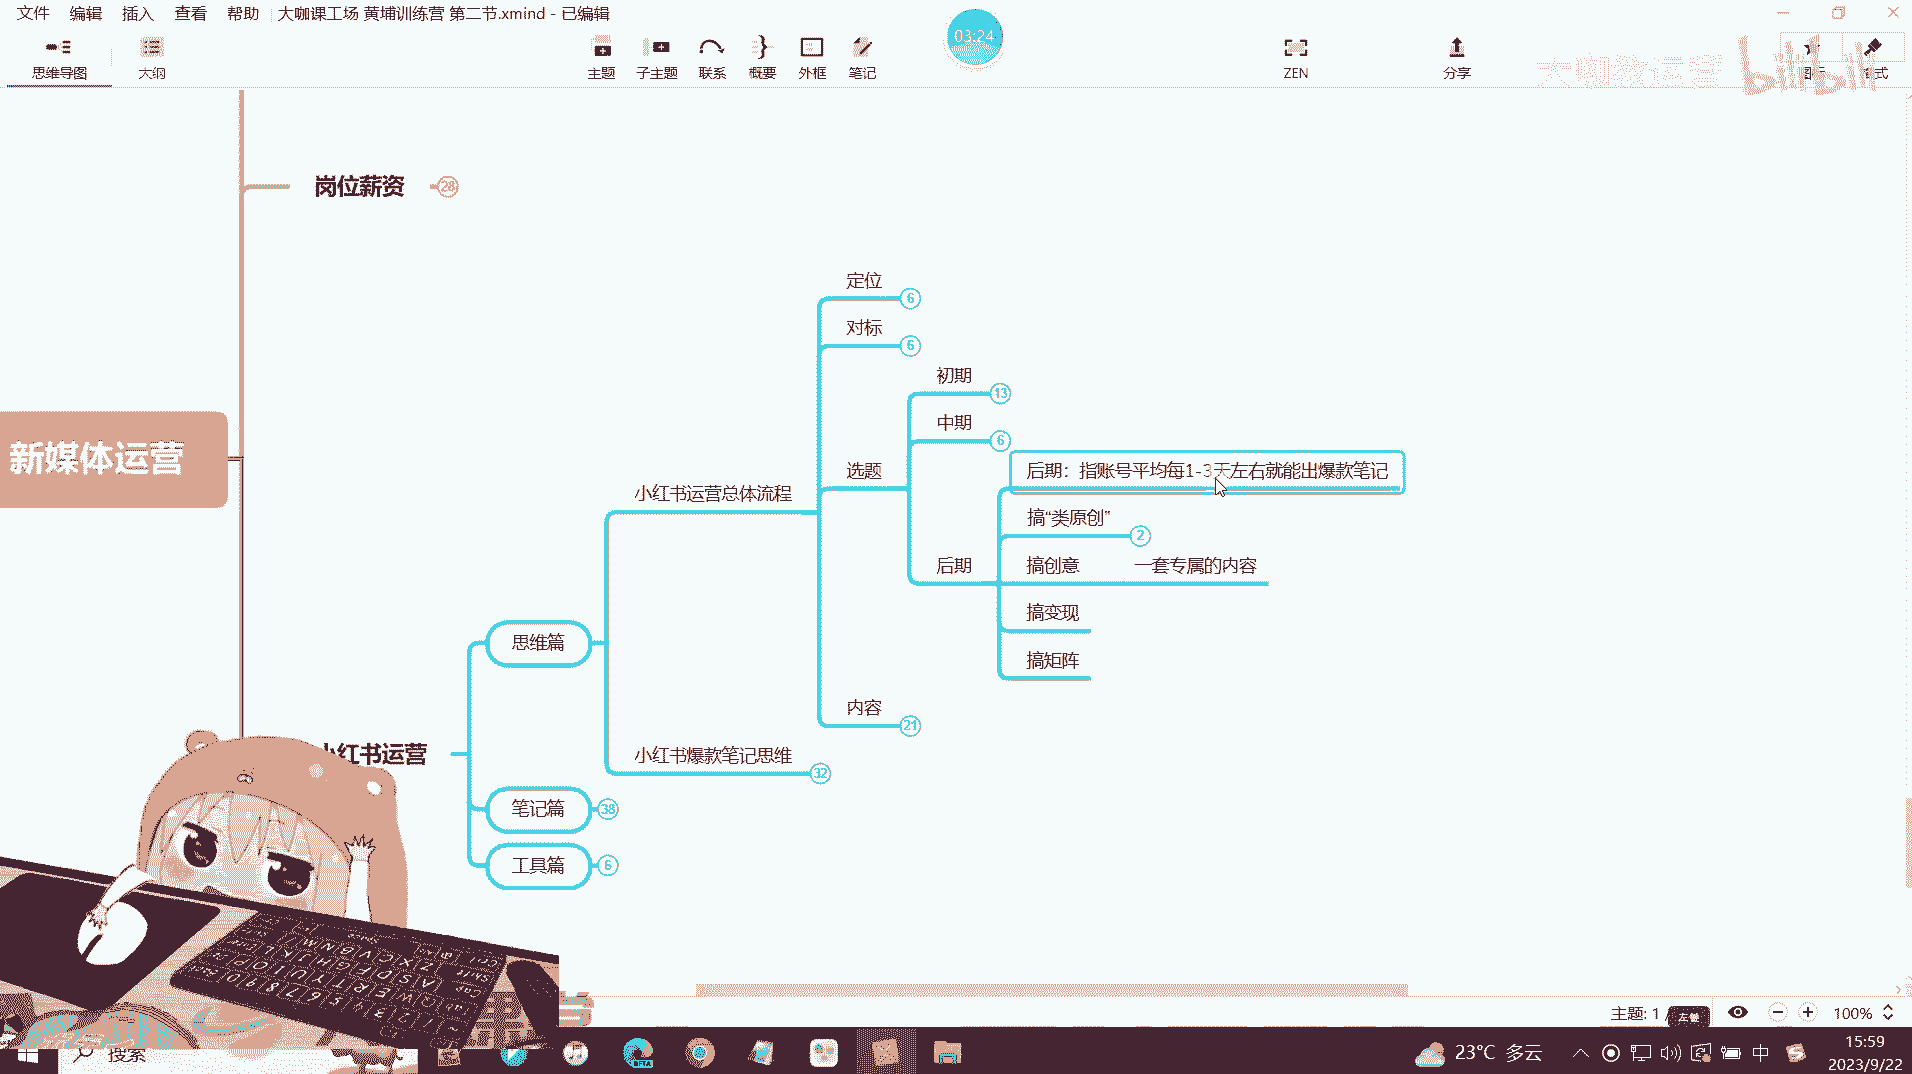 文件 编辑 插入 查看 帮助 大咖课工场 黄埔训练营 第二节.xmind - 已编辑
03:24
思维导图 大纲 主题 子主题 联系 概要 外框 笔记 ZEN 分享
大咖教运营 bilibili
岗位薪资 28
定位 6
对标 6
初期 13
中期 6
选题
后期：指账号平均每1-3天左右就能出爆款笔记
新媒体运营
小红书运营总体流程
搞“类原创” 2
后期
搞创意 一套专属的内容
搞变现
思维篇
搞矩阵
内容 21
小红书运营
小红书爆款笔记思维 32
笔记篇 38
工具篇 6
主题: 1 /
100%
搜索
BETA
23°C 多云
中
15:59
2023/9/22